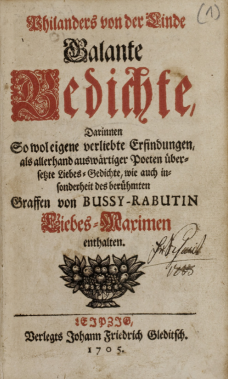 (1)
Philanders von der Linde
Galante
Gedichte,
Darinnen
So wol eigene verliebte Erfindungen,
als allerhand auswärtiger Poeten über-
setzte Liebes-Gedichte, wie auch in-
sonderheit des berühmten
Graffen von BUSSY-RABUTIN
Liebes-Maximen
enthalten.
LEIPZIG,
Verlegts Johann Friedrich Gleditsch.
1705.